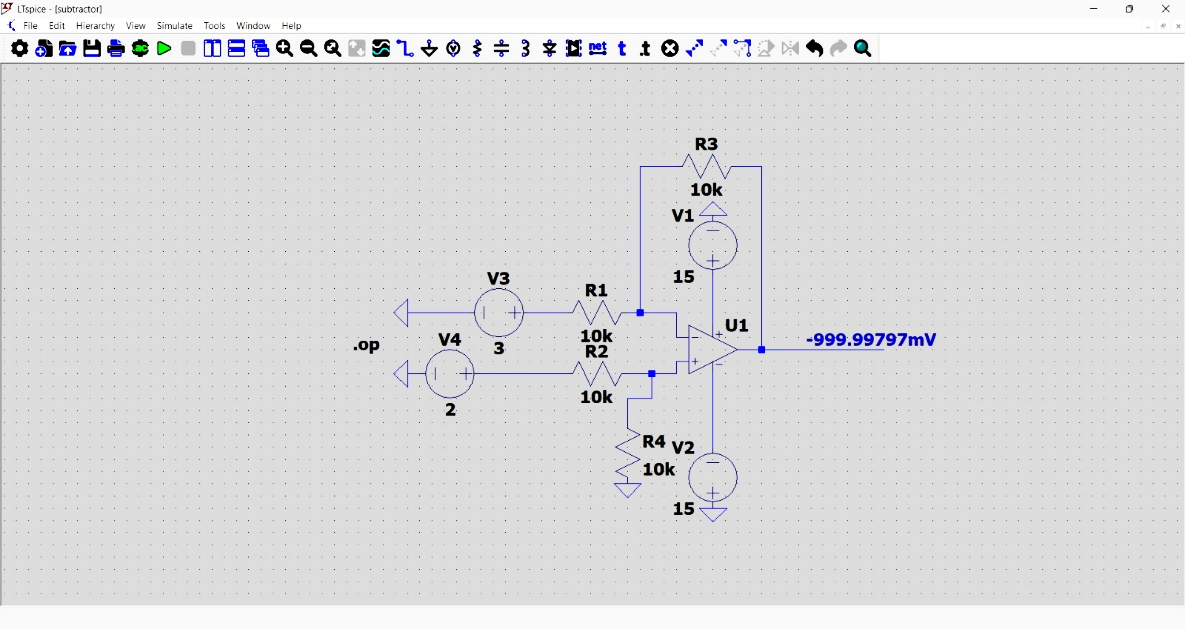 LTspice - [subtractor]
File Edit Hierarchy View Simulate Tools Window Help
net t .t
R3
10k
V1
15
V3
3
R1
10k
U1
-999.99797mV
.op
V4
2
R2
10k
R4
10k
V2
15